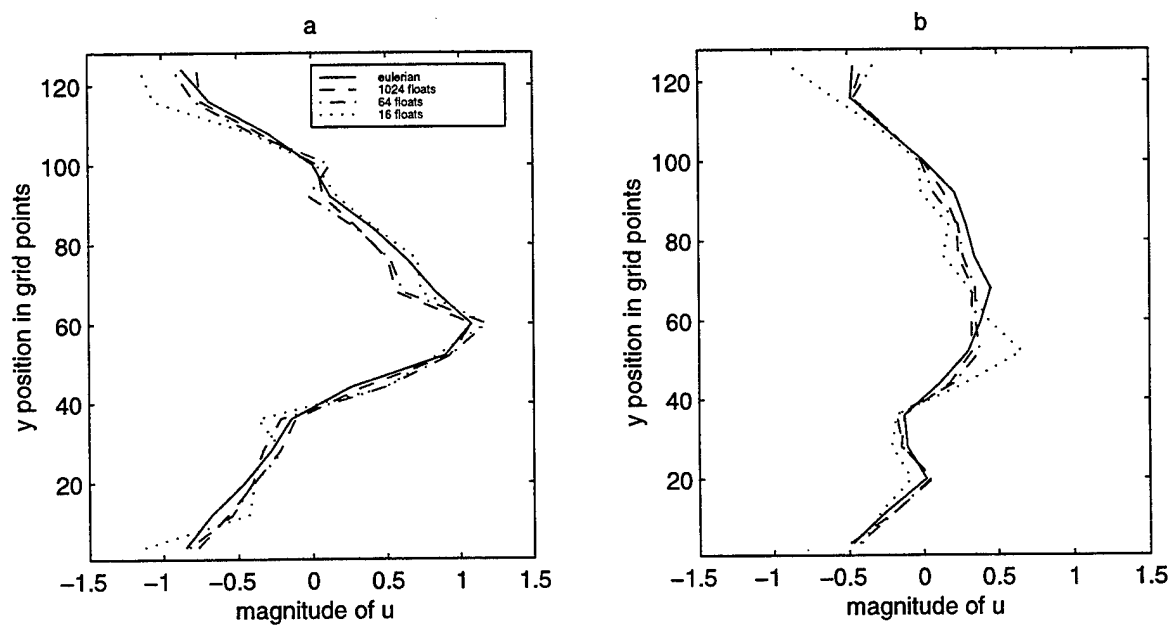 a
eulerian
1024 floats
64 floats
16 floats
120
100
80
60
40
20
−1.5 −1 −0.5 0 0.5 1 1.5
magnitude of u
y position in grid points
b
120
100
80
60
40
20
−1.5 −1 −0.5 0 0.5 1 1.5
magnitude of u
y position in grid points